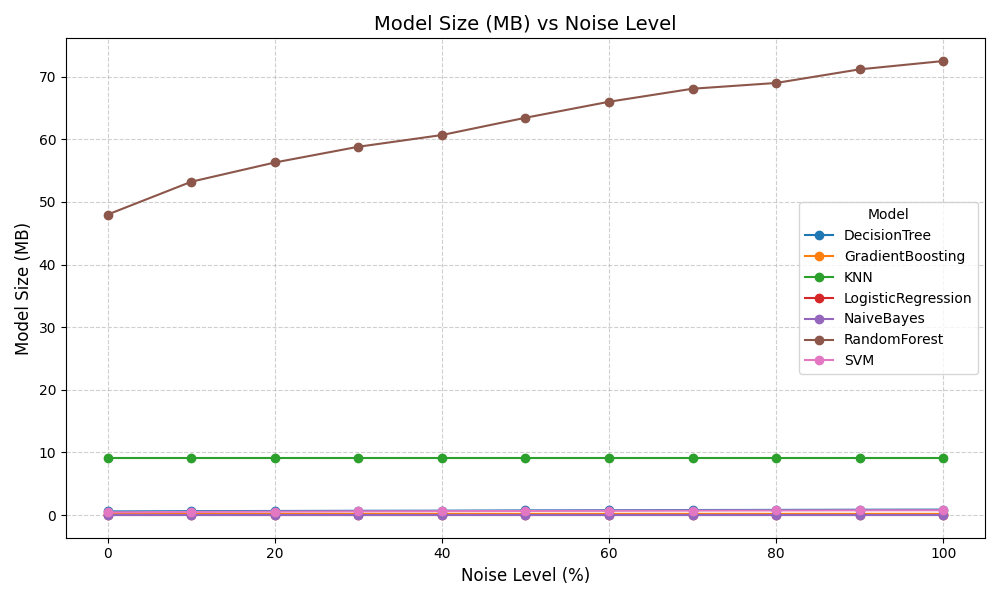 Model Size (MB) vs Noise Level
Model Size (MB)
70
60
50
40
30
20
10
0
Model
DecisionTree
GradientBoosting
KNN
LogisticRegression
NaiveBayes
RandomForest
SVM
0 20 40 60 80 100
Noise Level (%)